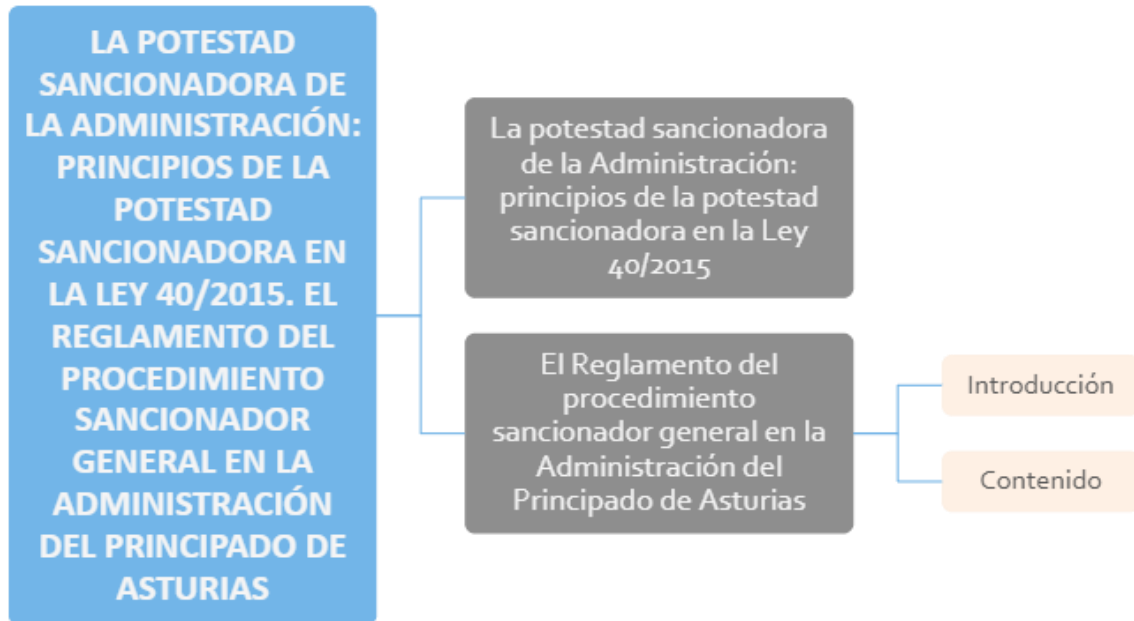 LA POTESTAD
SANCIONADORA DE
LA ADMINISTRACIÓN:
PRINCIPIOS DE LA
POTESTAD
SANCIONADORA EN
LA LEY 40/2015. EL
REGLAMENTO DEL
PROCEDIMIENTO
SANCIONADOR
GENERAL EN LA
ADMINISTRACIÓN
DEL PRINCIPADO DE
ASTURIAS
La potestad sancionadora
de la Administración:
principios de la potestad
sancionadora en la Ley
40/2015
El Reglamento del
procedimiento
sancionador general en la
Administración del
Principado de Asturias
Introducción
Contenido